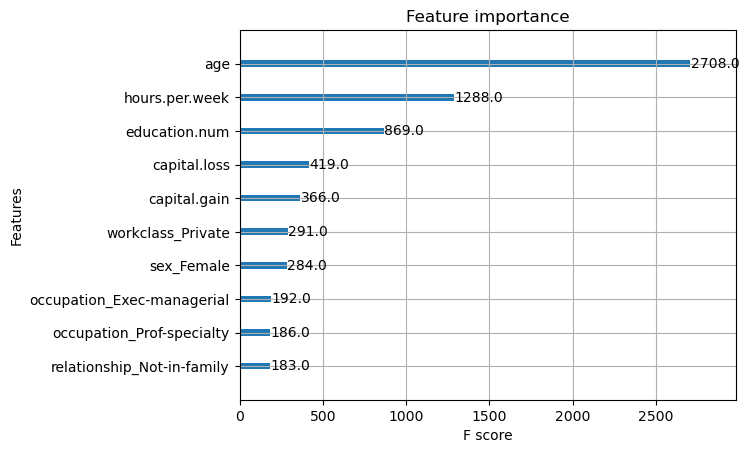 Feature importance
Features
age 2708.0
hours.per.week 1288.0
education.num 869.0
capital.loss 419.0
capital.gain 366.0
workclass_Private 291.0
sex_Female 284.0
occupation_Exec-managerial 192.0
occupation_Prof-specialty 186.0
relationship_Not-in-family 183.0
0 500 1000 1500 2000 2500
F score